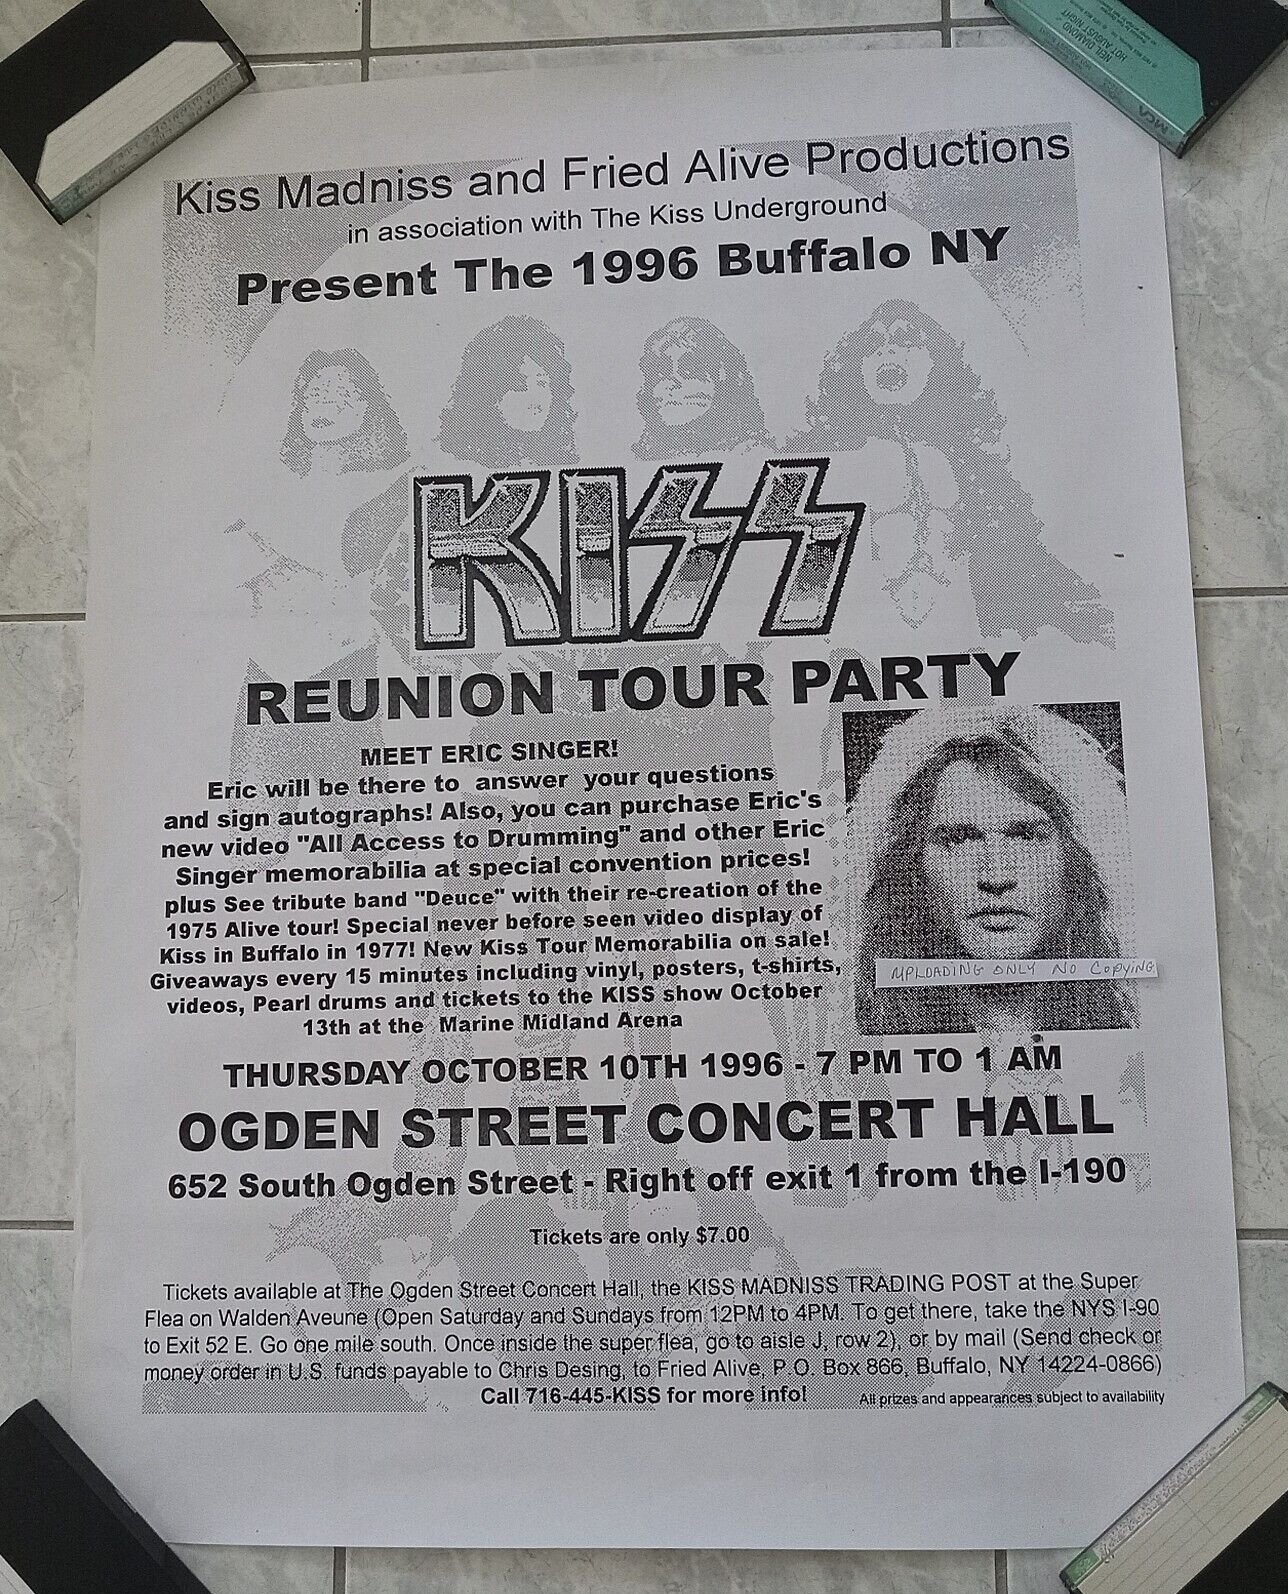 NEIL DIAMOND
HOT AUGUST NIGHT
MCA
Kiss Madniss and Fried Alive Productions
in association with The Kiss Underground
Present The 1996 Buffalo NY
KISS
REUNION TOUR PARTY
MEET ERIC SINGER!
Eric will be there to answer your questions
and sign autographs! Also, you can purchase Eric's
new video "All Access to Drumming" and other Eric
Singer memorabilia at special convention prices!
plus See tribute band "Deuce" with their re-creation of the
1975 Alive tour! Special never before seen video display of
Kiss in Buffalo in 1977! New Kiss Tour Memorabilia on sale!
Giveaways every 15 minutes including vinyl, posters, t-shirts,
videos, Pearl drums and tickets to the KISS show October
13th at the Marine Midland Arena
UPLOADING ONLY NO COPYING
THURSDAY OCTOBER 10TH 1996 - 7 PM TO 1 AM
OGDEN STREET CONCERT HALL
652 South Ogden Street - Right off exit 1 from the I-190
Tickets are only $7.00
Tickets available at The Ogden Street Concert Hall, the KISS MADNISS TRADING POST at the Super
Flea on Walden Aveune (Open Saturday and Sundays from 12PM to 4PM. To get there, take the NYS I-90
to Exit 52 E. Go one mile south. Once inside the super flea, go to aisle J, row 2), or by mail (Send check or
money order in U.S. funds payable to Chris Desing, to Fried Alive, P.O. Box 866, Buffalo, NY 14224-0866)
Call 716-445-KISS for more info!
All prizes and appearances subject to availability